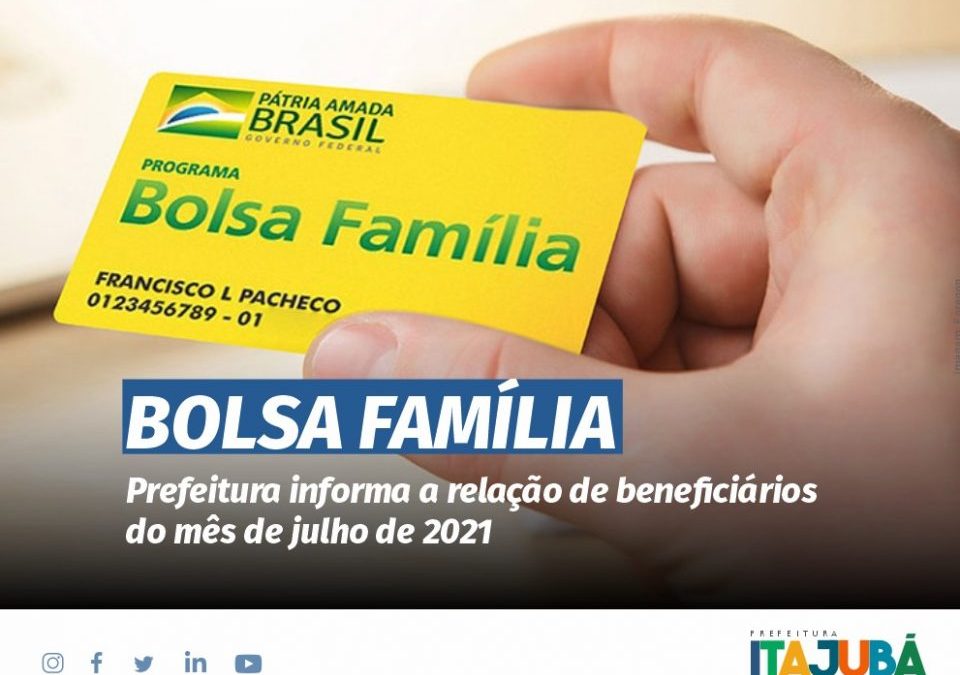 PÁTRIA AMADA
BRASIL
GOVERNO FEDERAL
PROGRAMA
Bolsa Família
FRANCISCO L PACHECO
0123456789 - 01
BOLSA FAMÍLIA
Prefeitura informa a relação de beneficiários
do mês de julho de 2021
PREFEITURA
ITAJUBÁ